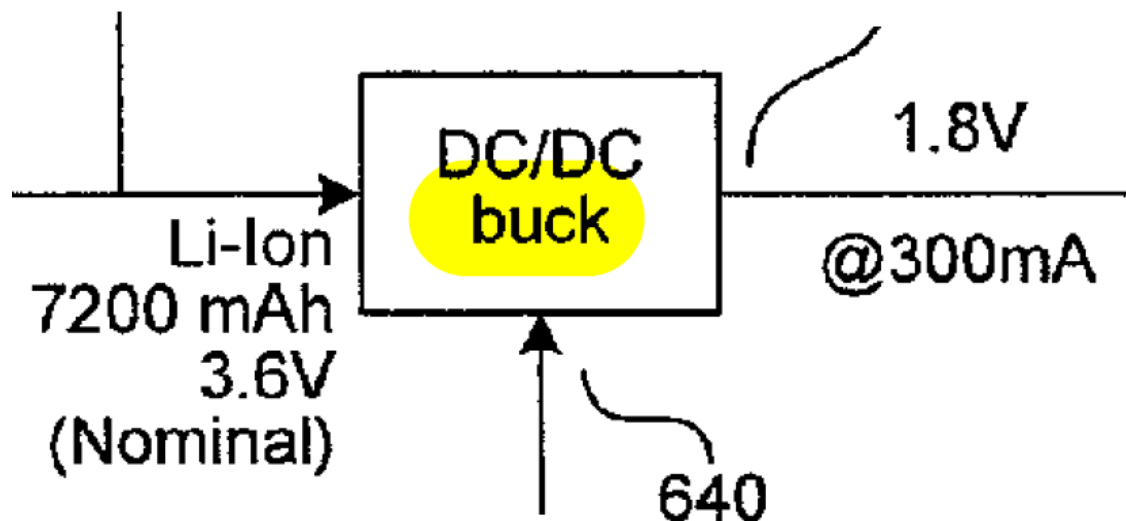 DC/DC
buck
1.8V
@300mA
Li-Ion
7200 mAh
3.6V
(Nominal)
640